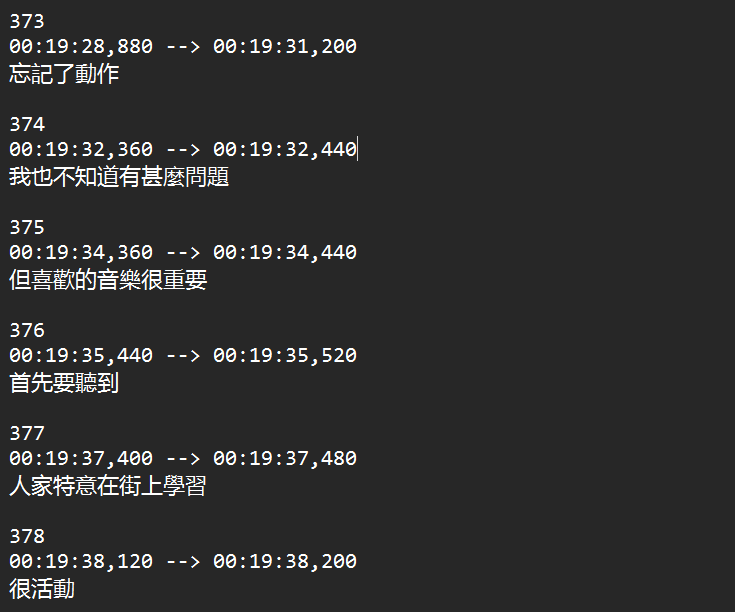 373
00:19:28,880 --> 00:19:31,200
忘記了動作
374
00:19:32,360 --> 00:19:32,440
我也不知道有甚麼問題
375
00:19:34,360 --> 00:19:34,440
但喜歡的音樂很重要
376
00:19:35,440 --> 00:19:35,520
首先要聽到
377
00:19:37,400 --> 00:19:37,480
人家特意在街上學習
378
00:19:38,120 --> 00:19:38,200
很活動